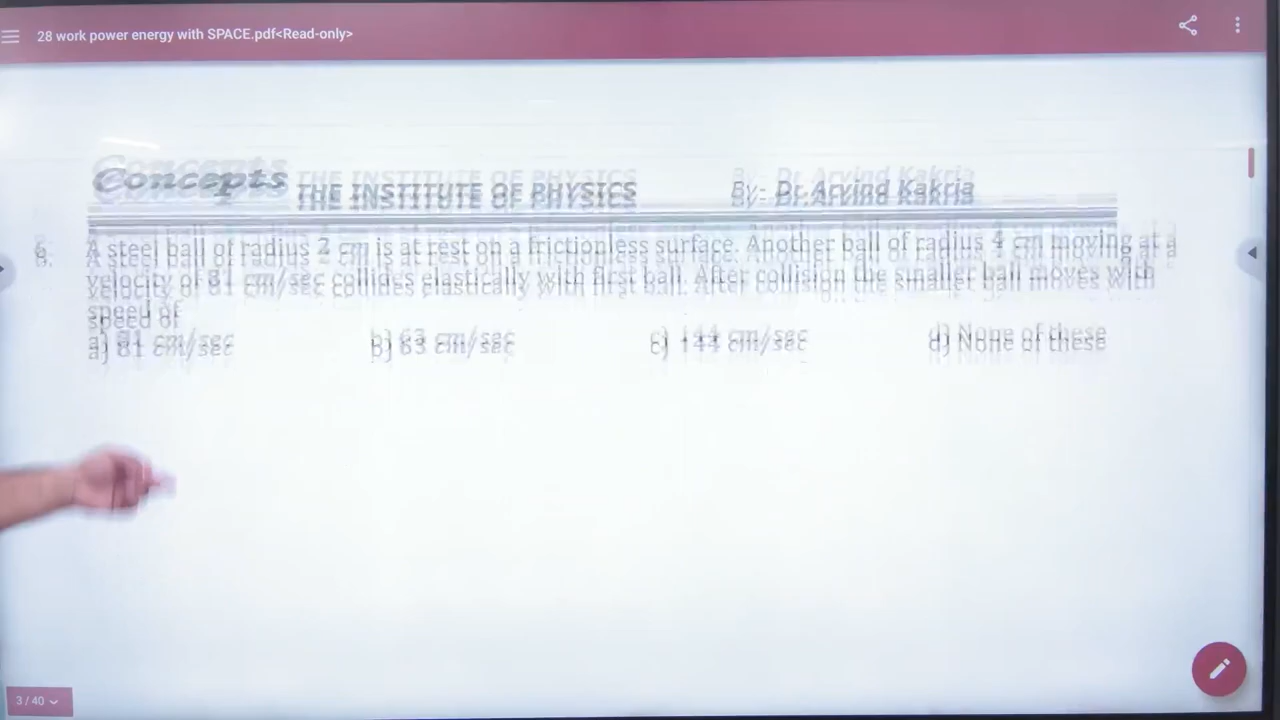 28 work power energy with SPACE.pdf<Read-only>
Concepts THE INSTITUTE OF PHYSICS By:- Dr.Arvind Kakria
A steel ball of radius 2 cm is at rest on a frictionless surface. Another ball of radius 4 cm moving at a
velocity of 81 cm/sec collides elastically with first ball. After collision the smaller ball moves with
speed of
a) 81 cm/sec b) 63 cm/sec c) 144 cm/sec d) None of these
3 / 40